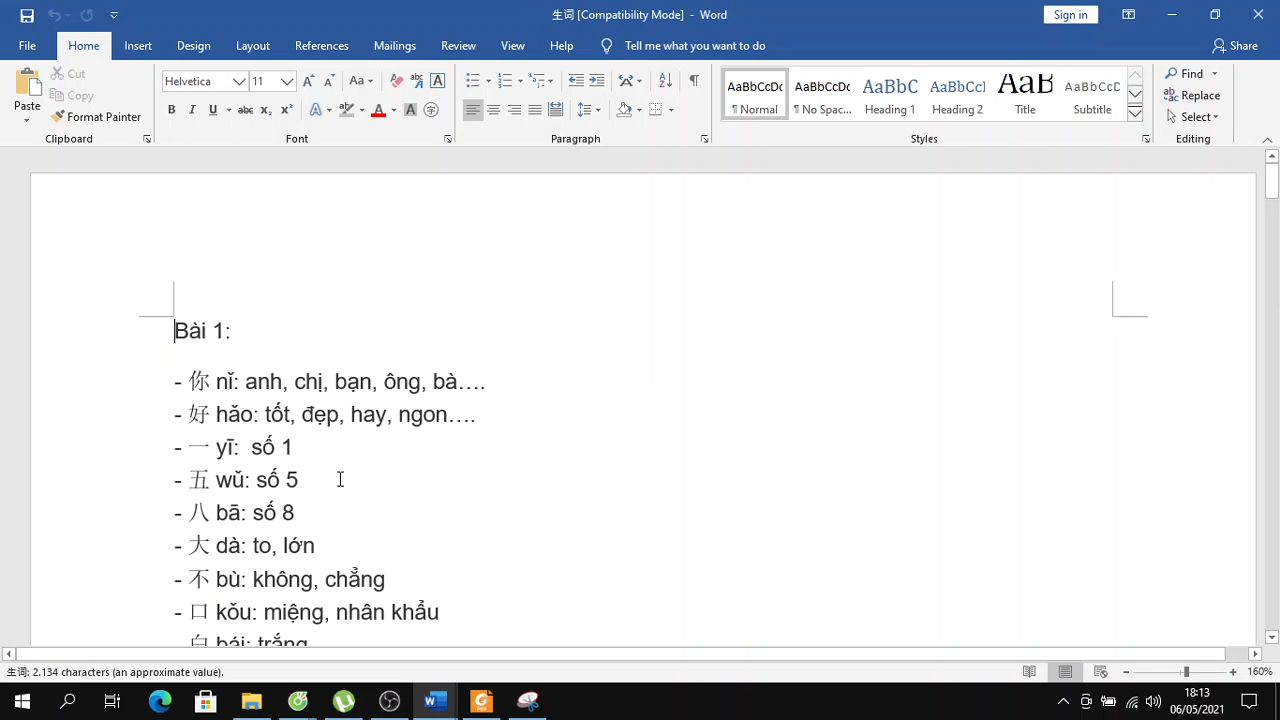 生词 [Compatibility Mode] - Word
Sign in
File Home Insert Design Layout References Mailings Review View Help Tell me what you want to do Share
Paste
Cut
Copy
Format Painter
Clipboard
Helvetica 11
Font
Paragraph
AaBbCcDc ¶ Normal
AaBbCcDc ¶ No Spac...
AaBbC Heading 1
AaBbCcI Heading 2
AaB Title
AaBbCcD Subtitle
Styles
Find
Replace
Select
Editing
Bài 1:
- 你 nǐ: anh, chị, bạn, ông, bà….
- 好 hǎo: tốt, đẹp, hay, ngon….
- 一 yī: số 1
- 五 wǔ: số 5
- 八 bā: số 8
- 大 dà: to, lớn
- 不 bù: không, chẳng
- 口 kǒu: miệng, nhân khẩu
- 白 bái: trắng
生词: 2.134 characters (an approximate value).
160%
18:13
06/05/2021